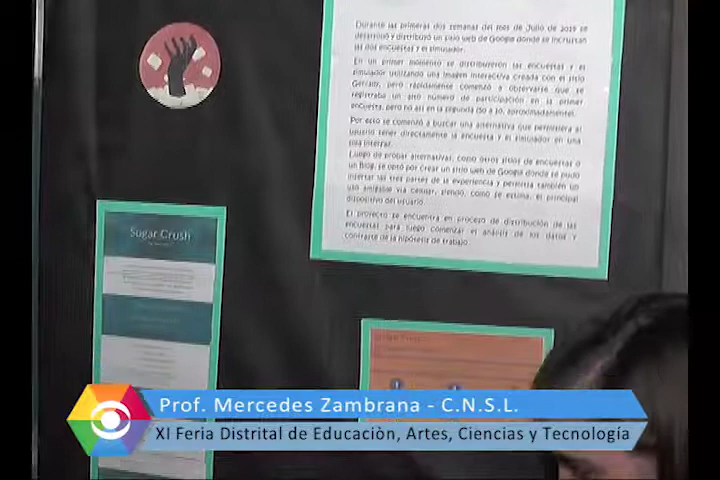 Durante las primeras dos semanas del mes de Julio de 2019 se
desarrolló y distribuyó un sitio web de Google donde se incrustan
las dos encuestas y el simulador.
En un primer momento se distribuyeron las encuestas y el
simulador utilizando una imagen interactiva creada con el sitio
Genially, pero rápidamente comenzó a observarse que se
registraba un alto número de participación en la primer
encuesta, pero no así en la segunda (50 a 10, aproximadamente).
Por esto se comenzó a buscar una alternativa que permitiera al
usuario tener directamente la encuesta y el simulador en una
sola interfaz.
Luego de probar alternativas, como otros sitios de encuestas o
un Blog, se optó por crear un sitio web de Google donde se pudo
insertar las tres partes de la experiencia y permitía también un
uso amigable vía celular, siendo, como se estima, el principal
dispositivo del usuario.
El proyecto se encuentra en proceso de distribución de las
encuestas para luego comenzar el análisis de los datos y
contraste de la hipótesis de trabajo.
Sugar Crush
Prof. Mercedes Zambrana - C.N.S.L.
XI Feria Distrital de Educaciòn, Artes, Ciencias y Tecnología